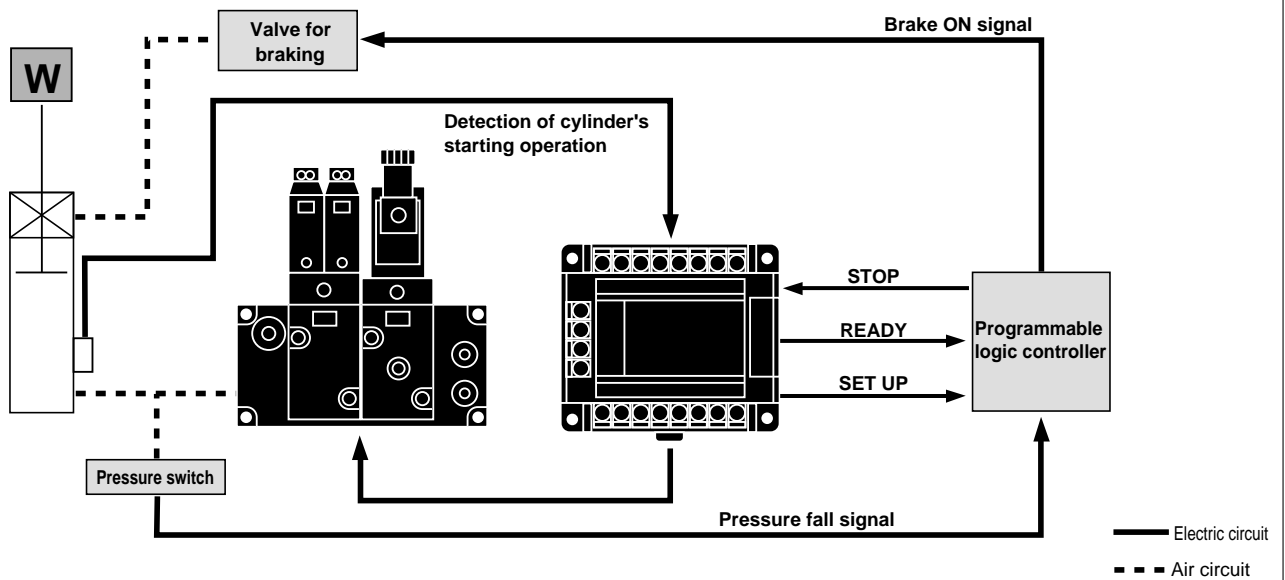 Valve for
braking
Brake ON signal
W
Detection of cylinder's
starting operation
STOP
READY
SET UP
Programmable
logic controller
Pressure switch
Pressure fall signal
Electric circuit
Air circuit